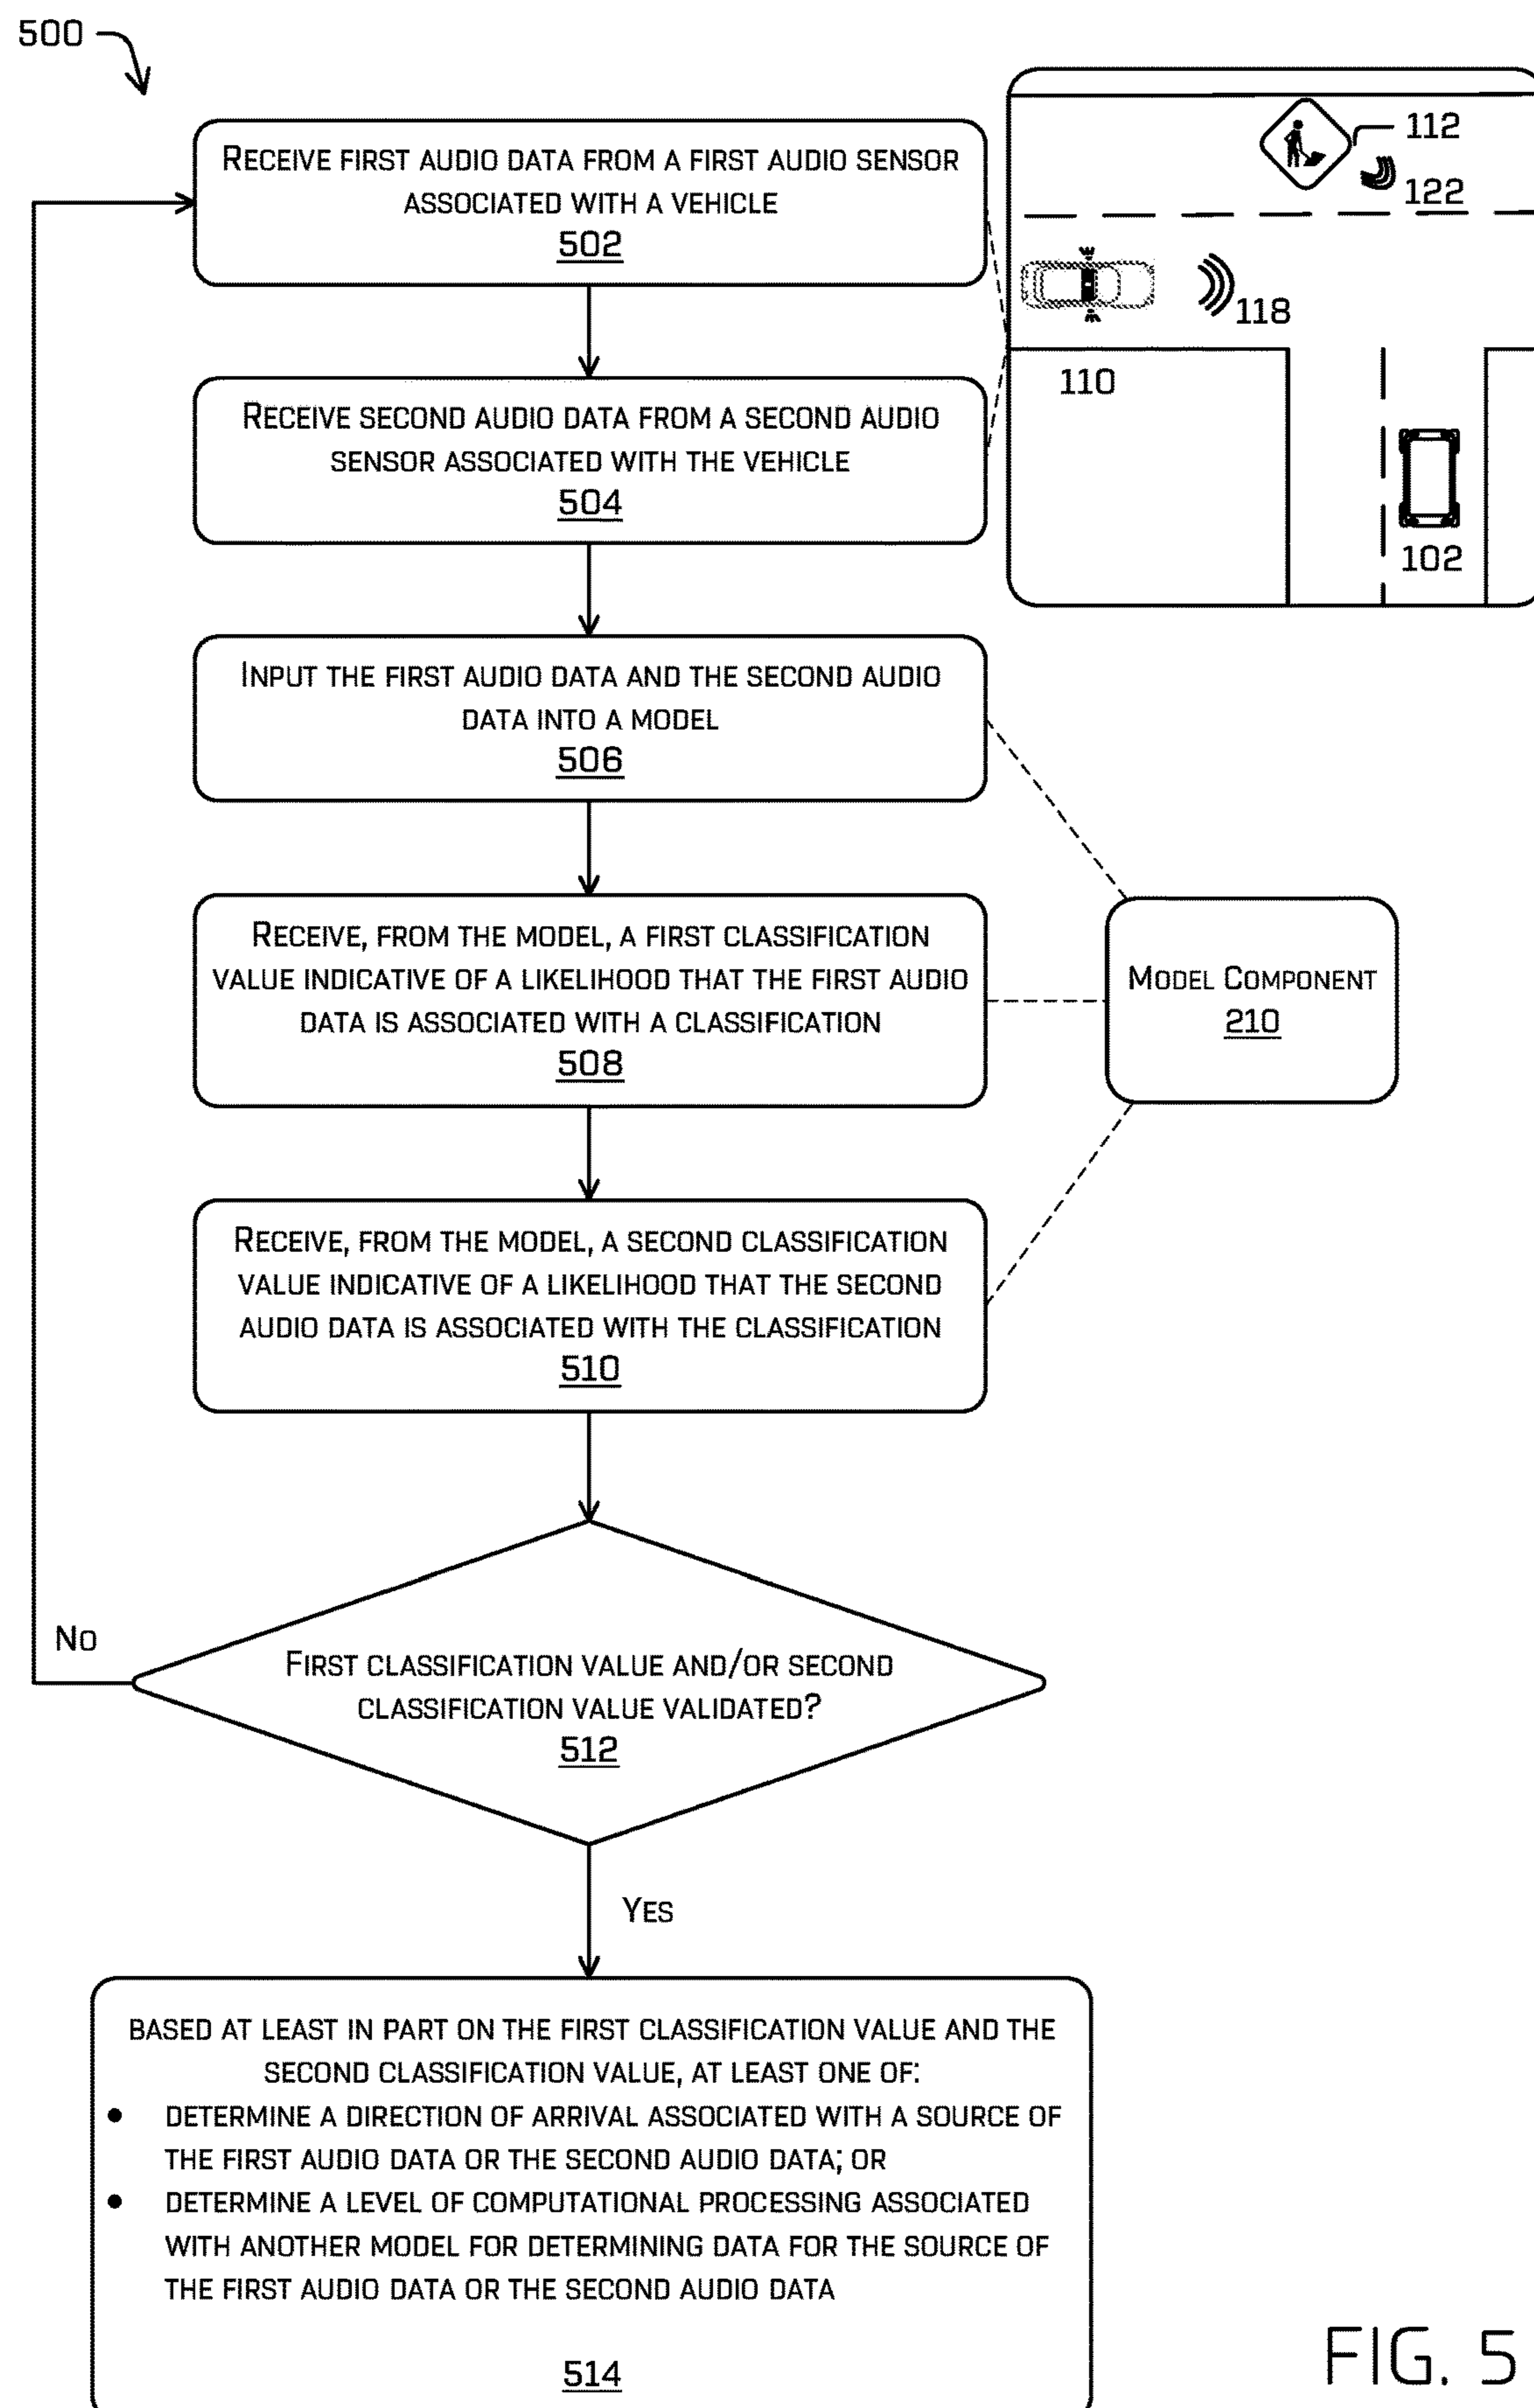 500
RECEIVE FIRST AUDIO DATA FROM A FIRST AUDIO SENSOR
ASSOCIATED WITH A VEHICLE
502
112
122
118
110
102
RECEIVE SECOND AUDIO DATA FROM A SECOND AUDIO
SENSOR ASSOCIATED WITH THE VEHICLE
504
INPUT THE FIRST AUDIO DATA AND THE SECOND AUDIO
DATA INTO A MODEL
506
RECEIVE, FROM THE MODEL, A FIRST CLASSIFICATION
VALUE INDICATIVE OF A LIKELIHOOD THAT THE FIRST AUDIO
DATA IS ASSOCIATED WITH A CLASSIFICATION
508
MODEL COMPONENT
210
RECEIVE, FROM THE MODEL, A SECOND CLASSIFICATION
VALUE INDICATIVE OF A LIKELIHOOD THAT THE SECOND
AUDIO DATA IS ASSOCIATED WITH THE CLASSIFICATION
510
NO
FIRST CLASSIFICATION VALUE AND/OR SECOND
CLASSIFICATION VALUE VALIDATED?
512
YES
BASED AT LEAST IN PART ON THE FIRST CLASSIFICATION VALUE AND THE
SECOND CLASSIFICATION VALUE, AT LEAST ONE OF:
• DETERMINE A DIRECTION OF ARRIVAL ASSOCIATED WITH A SOURCE OF
THE FIRST AUDIO DATA OR THE SECOND AUDIO DATA; OR
• DETERMINE A LEVEL OF COMPUTATIONAL PROCESSING ASSOCIATED
WITH ANOTHER MODEL FOR DETERMINING DATA FOR THE SOURCE OF
THE FIRST AUDIO DATA OR THE SECOND AUDIO DATA
514
FIG. 5